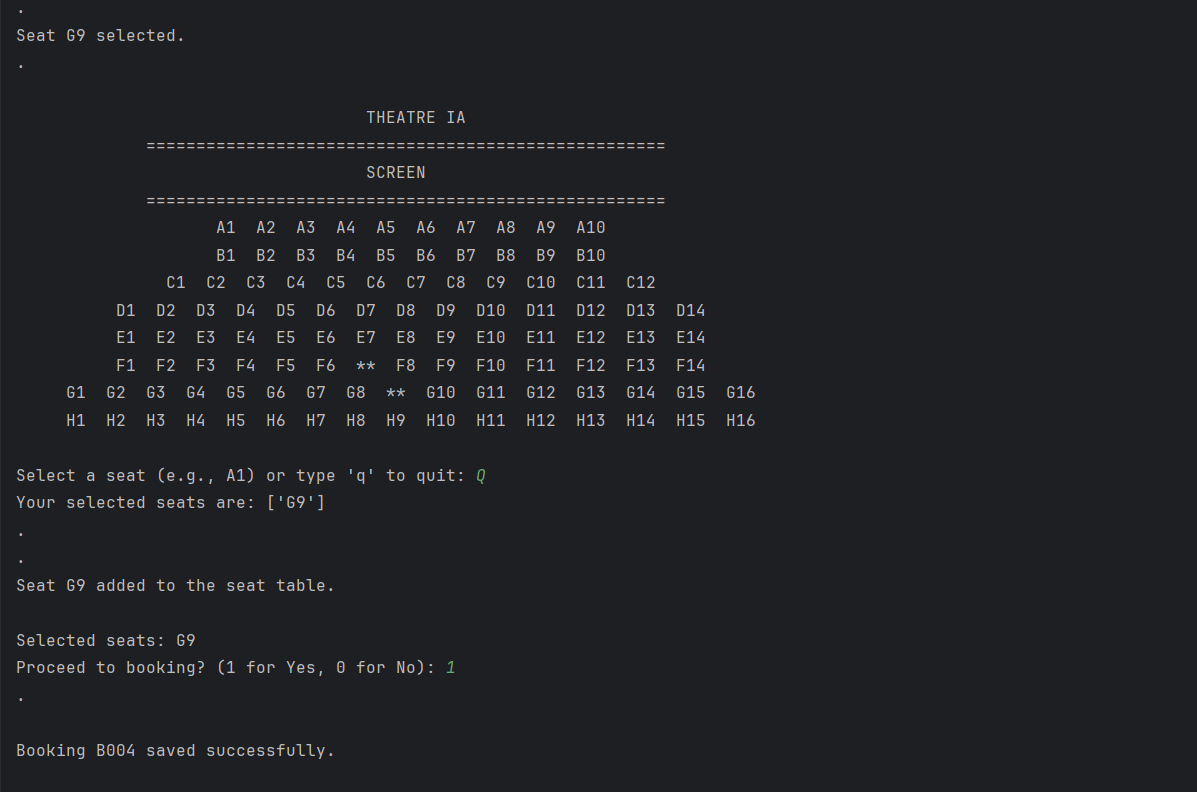 .
Seat G9 selected.
.
THEATRE IA
====================================================
SCREEN
====================================================
A1  A2  A3  A4  A5  A6  A7  A8  A9  A10
B1  B2  B3  B4  B5  B6  B7  B8  B9  B10
C1  C2  C3  C4  C5  C6  C7  C8  C9  C10  C11  C12
D1  D2  D3  D4  D5  D6  D7  D8  D9  D10  D11  D12  D13  D14
E1  E2  E3  E4  E5  E6  E7  E8  E9  E10  E11  E12  E13  E14
F1  F2  F3  F4  F5  F6  **  F8  F9  F10  F11  F12  F13  F14
G1  G2  G3  G4  G5  G6  G7  G8  **  G10  G11  G12  G13  G14  G15  G16
H1  H2  H3  H4  H5  H6  H7  H8  H9  H10  H11  H12  H13  H14  H15  H16
Select a seat (e.g., A1) or type 'q' to quit: Q
Your selected seats are: ['G9']
.
.
Seat G9 added to the seat table.
Selected seats: G9
Proceed to booking? (1 for Yes, 0 for No): 1
.
Booking B004 saved successfully.